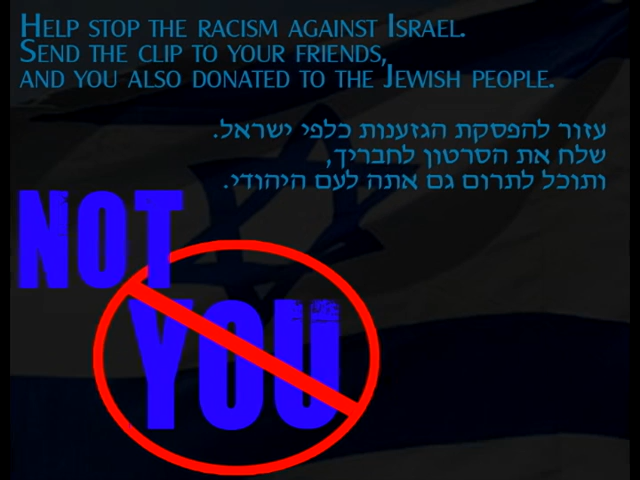 Help stop the racism against Israel.
Send the clip to your friends,
and you also donated to the Jewish people.
עזור להפסקת הגזענות כלפי ישראל.
שלח את הסרטון לחבריך,
ותוכל לתרום גם אתה לעם היהודי.
NOT
YOU